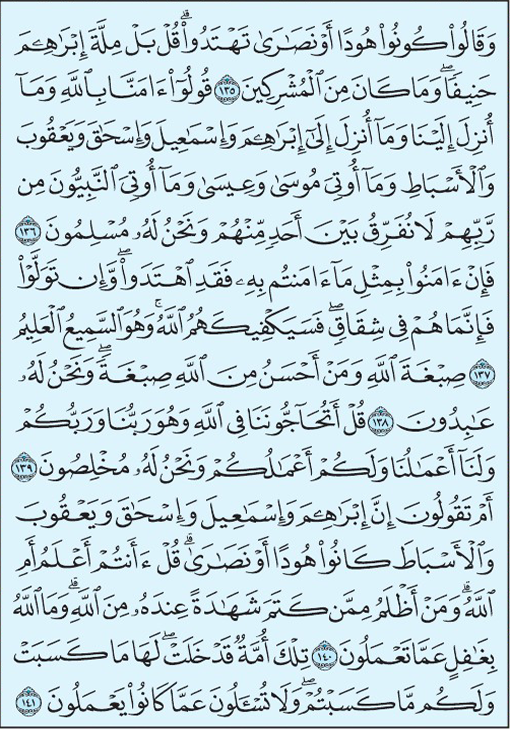 وَقَالُوا۟ كُونُوا۟ هُودًا أَوْ نَصَـٰرَىٰ تَهْتَدُوا۟ ۗ قُلْ بَلْ مِلَّةَ إِبْرَٰهِـۧمَ
حَنِيفًا ۖ وَمَا كَانَ مِنَ ٱلْمُشْرِكِينَ ١٣٥ قُولُوٓا۟ ءَامَنَّا بِٱللَّهِ وَمَآ
أُنزِلَ إِلَيْنَا وَمَآ أُنزِلَ إِلَىٰٓ إِبْرَٰهِـۧمَ وَإِسْمَـٰعِيلَ وَإِسْحَـٰقَ وَيَعْقُوبَ
وَٱلْأَسْبَاطِ وَمَآ أُوتِىَ مُوسَىٰ وَعِيسَىٰ وَمَآ أُوتِىَ ٱلنَّبِيُّونَ مِن
رَّبِّهِمْ لَا نُفَرِّقُ بَيْنَ أَحَدٍ مِّنْهُمْ وَنَحْنُ لَهُۥ مُسْلِمُونَ ١٣٦
فَإِنْ ءَامَنُوا۟ بِمِثْلِ مَآ ءَامَنتُم بِهِۦ فَقَدِ ٱهْتَدَوا۟ ۖ وَّإِن تَوَلَّوْا۟
فَإِنَّمَا هُمْ فِى شِقَاقٍ ۖ فَسَيَكْفِيكَهُمُ ٱللَّهُ ۚ وَهُوَ ٱلسَّمِيعُ ٱلْعَلِيمُ
١٣٧ صِبْغَةَ ٱللَّهِ ۖ وَمَنْ أَحْسَنُ مِنَ ٱللَّهِ صِبْغَةً ۖ وَنَحْنُ لَهُۥ
عَـٰبِدُونَ ١٣٨ قُلْ أَتُحَآجُّونَنَا فِى ٱللَّهِ وَهُوَ رَبُّنَا وَرَبُّكُمْ
وَلَنَآ أَعْمَـٰلُنَا وَلَكُمْ أَعْمَـٰلُكُمْ وَنَحْنُ لَهُۥ مُخْلِصُونَ ١٣٩
أَمْ تَقُولُونَ إِنَّ إِبْرَٰهِـۧمَ وَإِسْمَـٰعِيلَ وَإِسْحَـٰقَ وَيَعْقُوبَ
وَٱلْأَسْبَاطَ كَانُوا۟ هُودًا أَوْ نَصَـٰرَىٰ ۗ قُلْ ءَأَنتُمْ أَعْلَمُ أَمِ
ٱللَّهُ ۗ وَمَنْ أَظْلَمُ مِمَّن كَتَمَ شَهَـٰدَةً عِندَهُۥ مِنَ ٱللَّهِ ۗ وَمَا ٱللَّهُ
بِغَـٰفِلٍ عَمَّا تَعْمَلُونَ ١٤٠ تِلْكَ أُمَّةٌ قَدْ خَلَتْ ۖ لَهَا مَا كَسَبَتْ
وَلَكُم مَّا كَسَبْتُمْ ۖ وَلَا تُسْـَٔلُونَ عَمَّا كَانُوا۟ يَعْمَلُونَ ١٤١